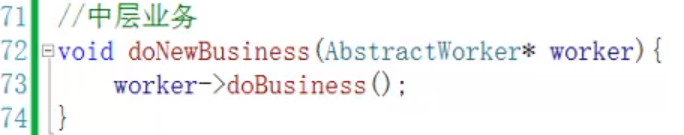 71 //中层业务
72 void doNewBusiness(AbstractWorker* worker){
73 worker->doBusiness();
74 }